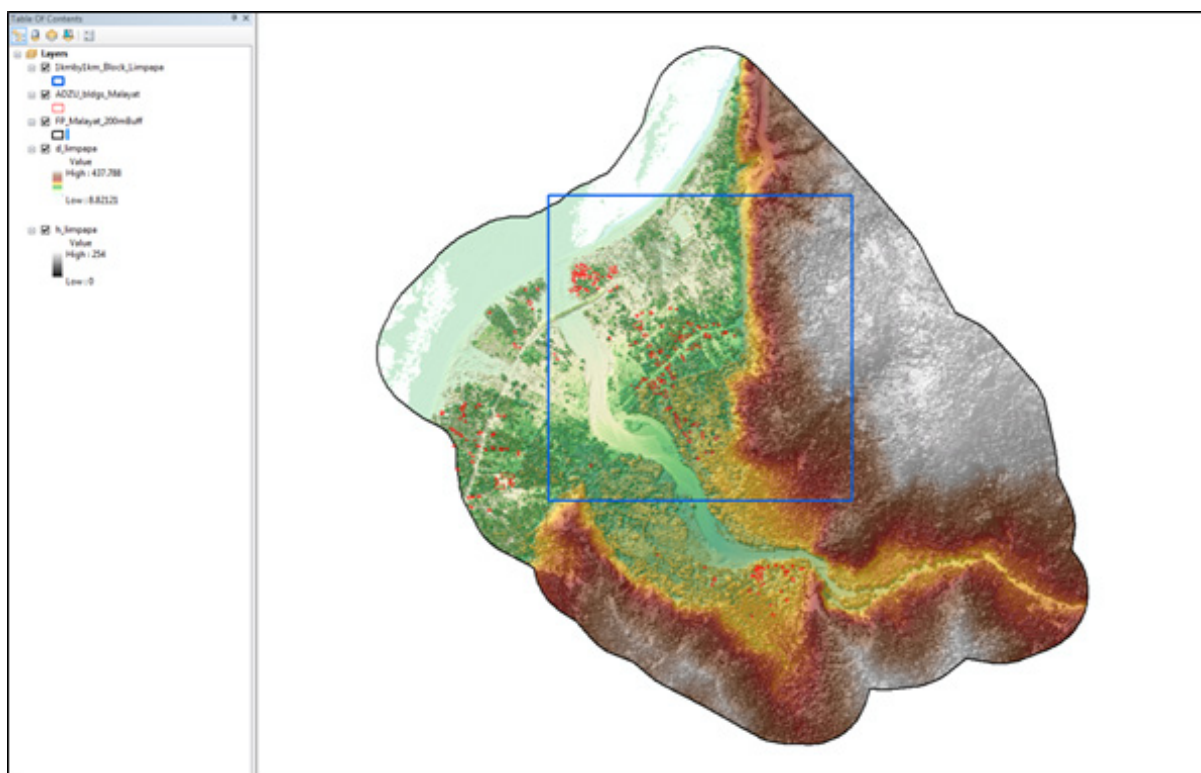 Table Of Contents
Layers
1kmby1km_Block_Limpapa
ADZU_bldgs_Malayat
FP_Malayat_200mBuff
d_limpapa
Value
High : 437.788
Low : 8.82121
h_limpapa
Value
High : 254
Low : 0